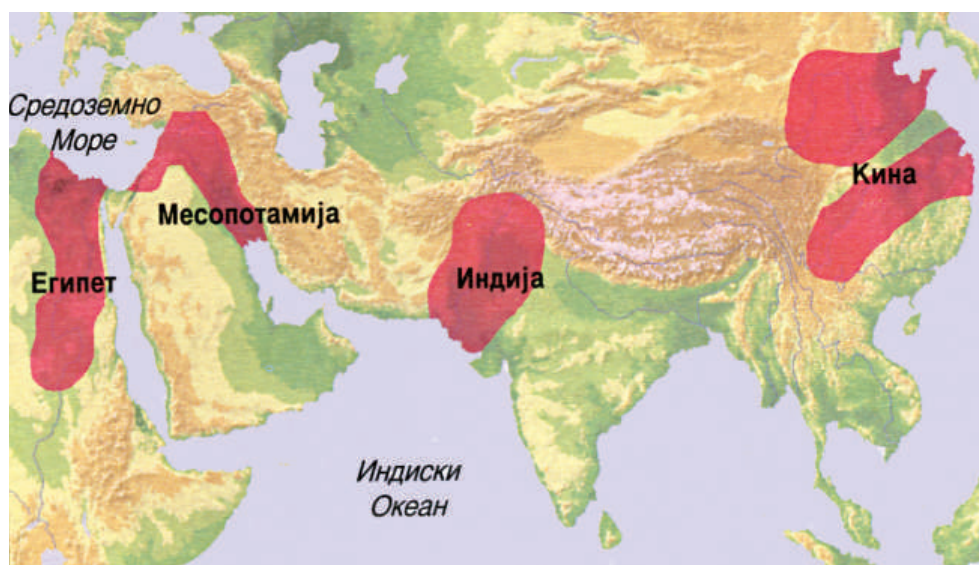 Средоземно
Море
Месопотамија
Египет
Индија
Кина
Индиски
Океан